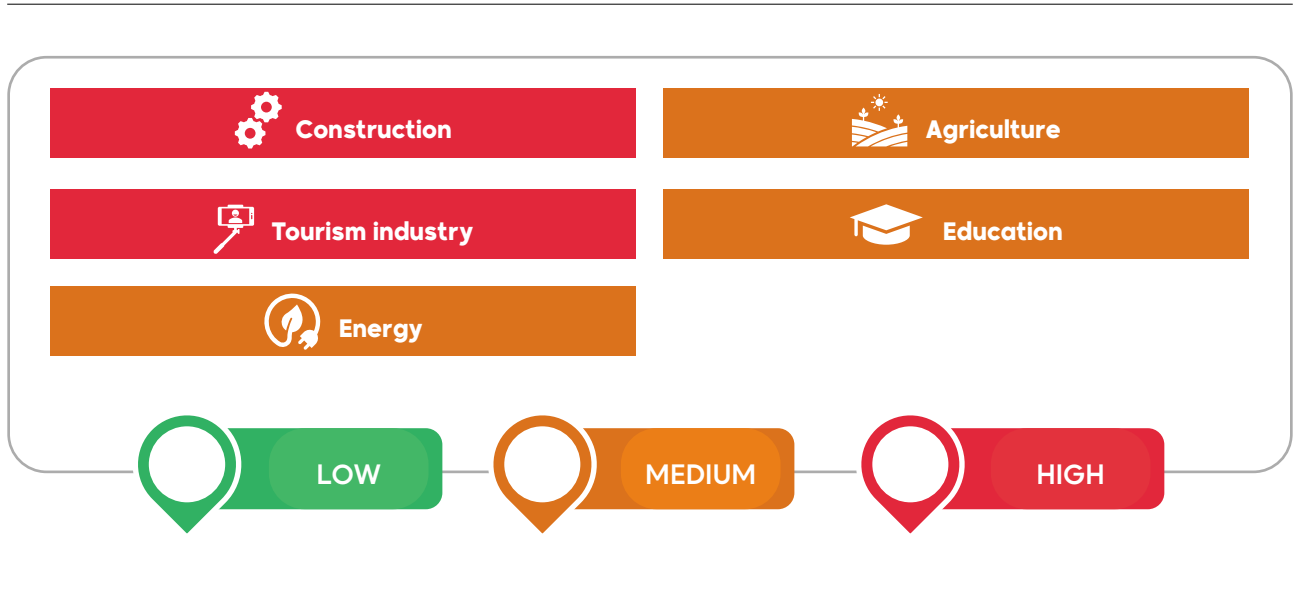 Construction
Agriculture
Tourism industry
Education
Energy
LOW
MEDIUM
HIGH